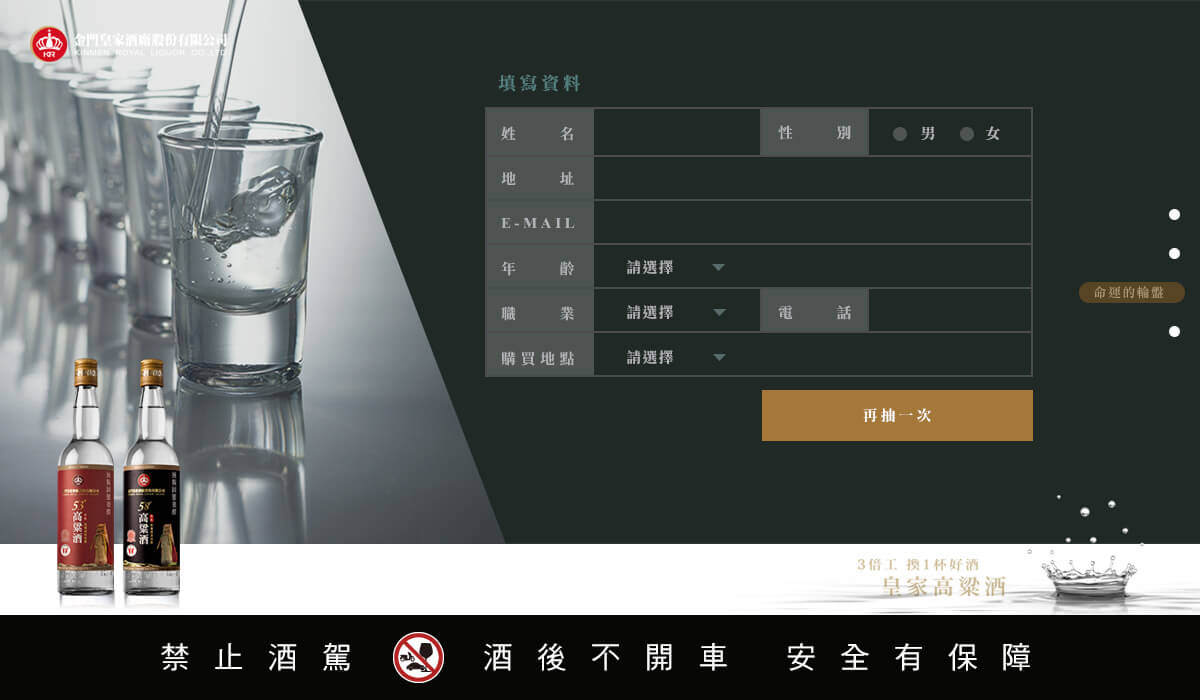 金門皇家酒廠股份有限公司
KINMEN ROYAL LIQUOR CO.,LTD
KR
填寫資料
姓名 性別 男 女
地址
E-MAIL
年齡 請選擇
職業 請選擇 電話
購買地點 請選擇
再抽一次
命運的輪盤
53°
高粱酒
58°
高粱酒
3倍工 換1杯好酒
皇家高粱酒
禁止酒駕 酒後不開車 安全有保障